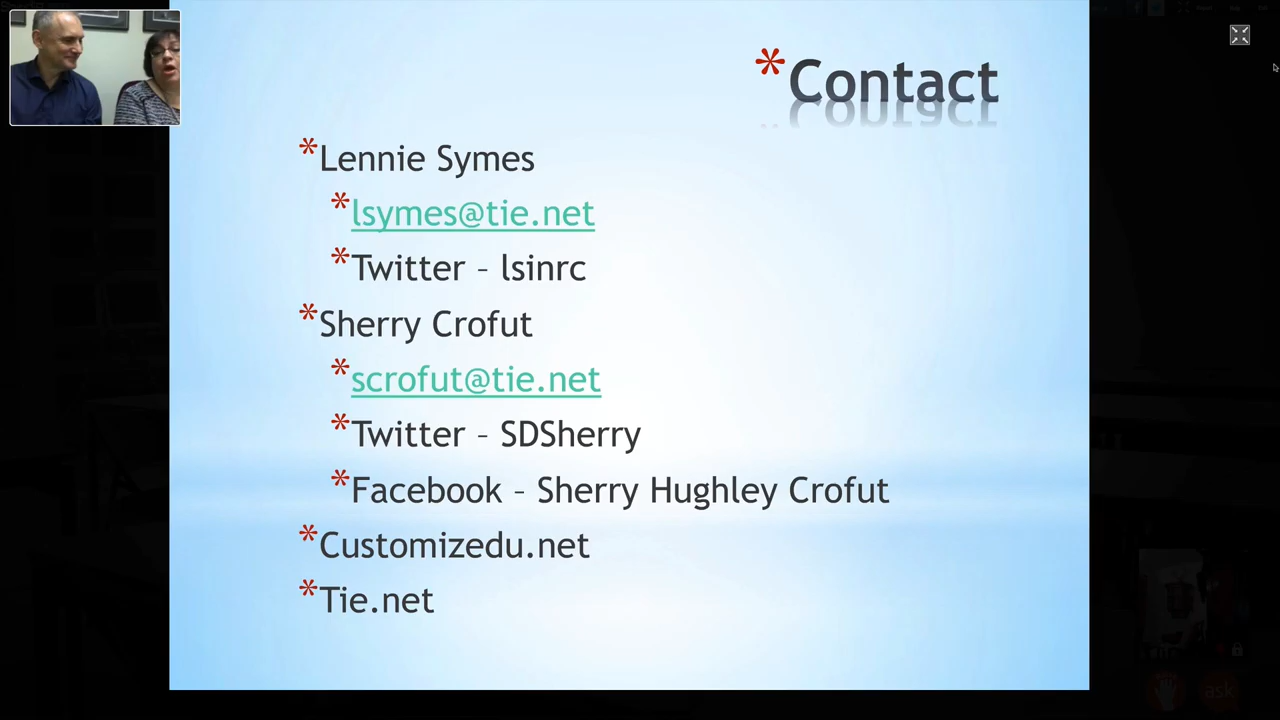 *Contact
*Lennie Symes
*lsymes@tie.net
*Twitter – lsinrc
*Sherry Crofut
*scrofut@tie.net
*Twitter – SDSherry
*Facebook – Sherry Hughley Crofut
*Customizedu.net
*Tie.net
ask